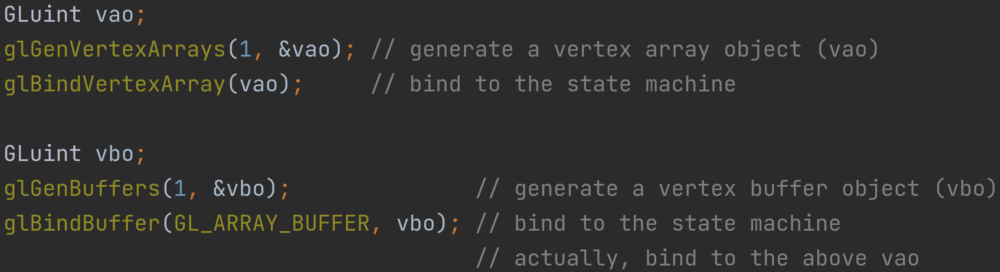 GLuint vao;
glGenVertexArrays(1, &vao); // generate a vertex array object (vao)
glBindVertexArray(vao);     // bind to the state machine
GLuint vbo;
glGenBuffers(1, &vbo);               // generate a vertex buffer object (vbo)
glBindBuffer(GL_ARRAY_BUFFER, vbo); // bind to the state machine
                                    // actually, bind to the above vao